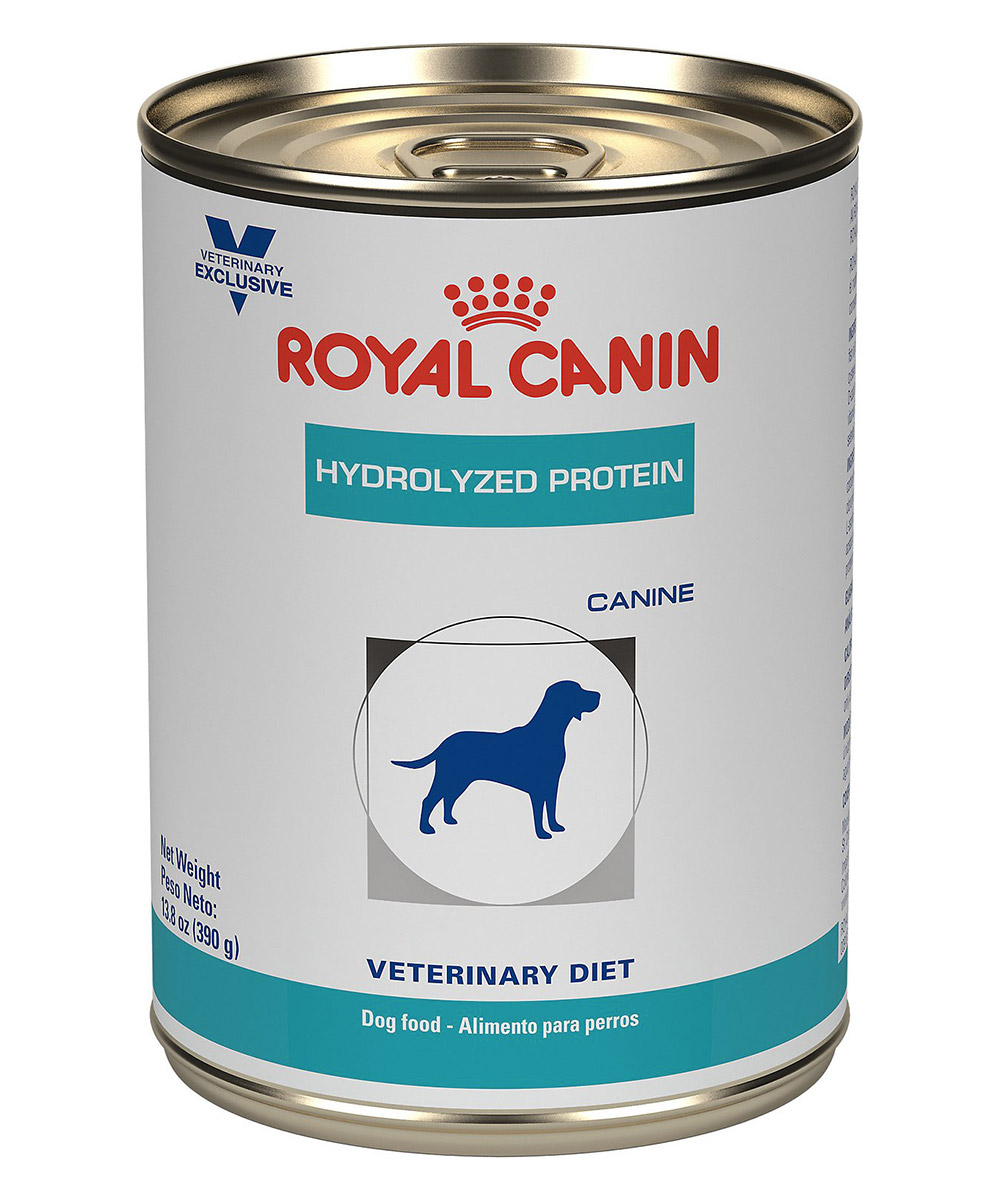 VETERINARY
EXCLUSIVE
ROYAL CANIN
HYDROLYZED PROTEIN
CANINE
Net Weight
Peso Neto:
13.8 oz (390 g)
VETERINARY DIET
Dog food - Alimento para perros